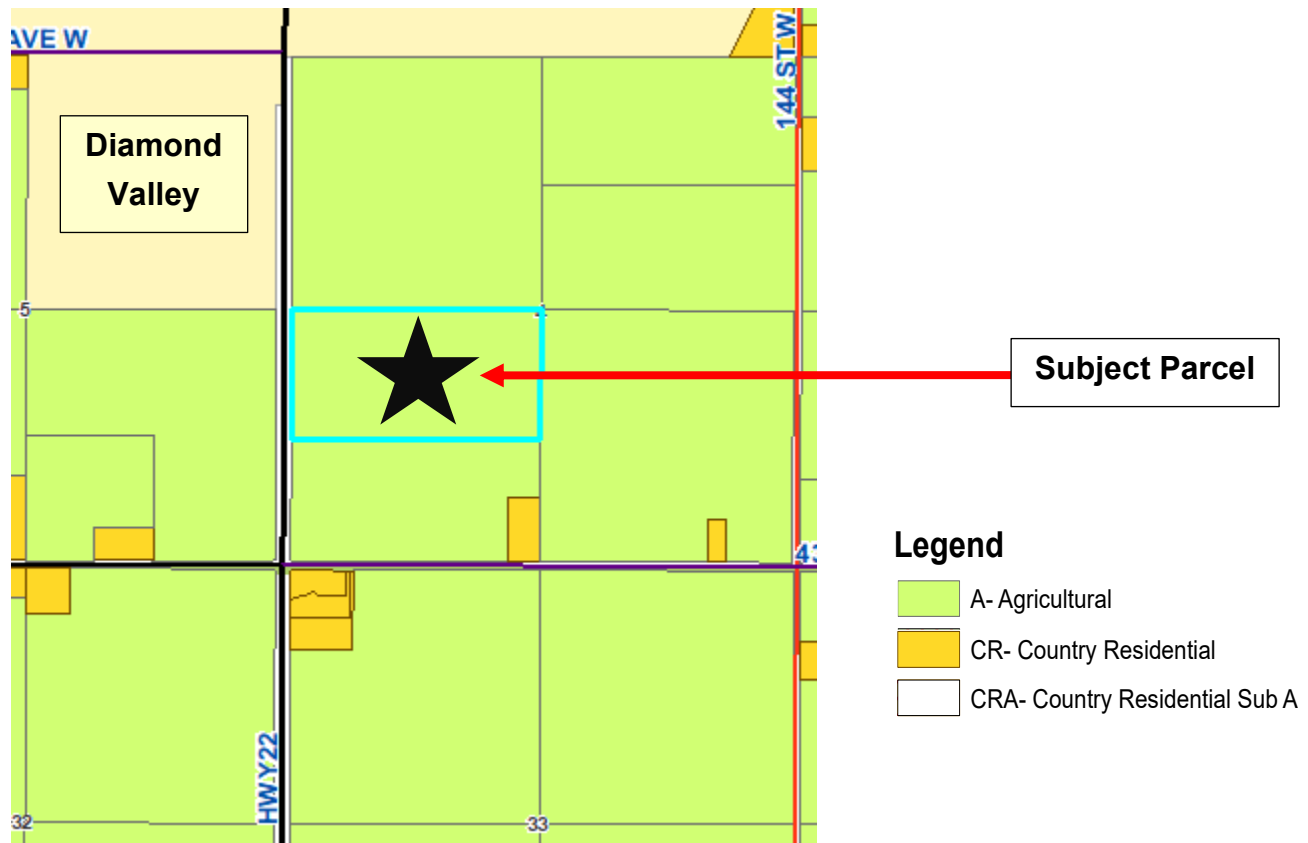 AVE W
144 ST W
Diamond
Valley
5
Subject Parcel
Legend
A- Agricultural
CR- Country Residential
CRA- Country Residential Sub A
HWY22
32
33